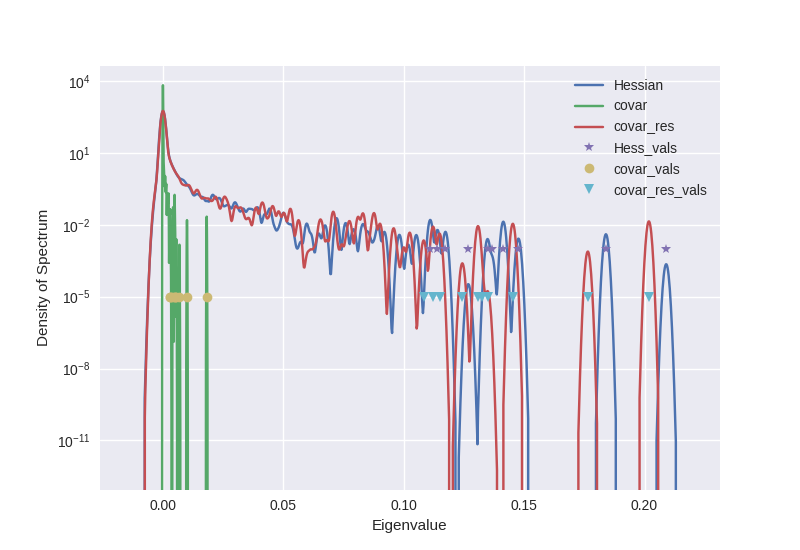 Hessian
covar
covar_res
Hess_vals
covar_vals
covar_res_vals
Density of Spectrum
10^4
10^1
10^−2
10^−5
10^−8
10^−11
0.00 0.05 0.10 0.15 0.20
Eigenvalue